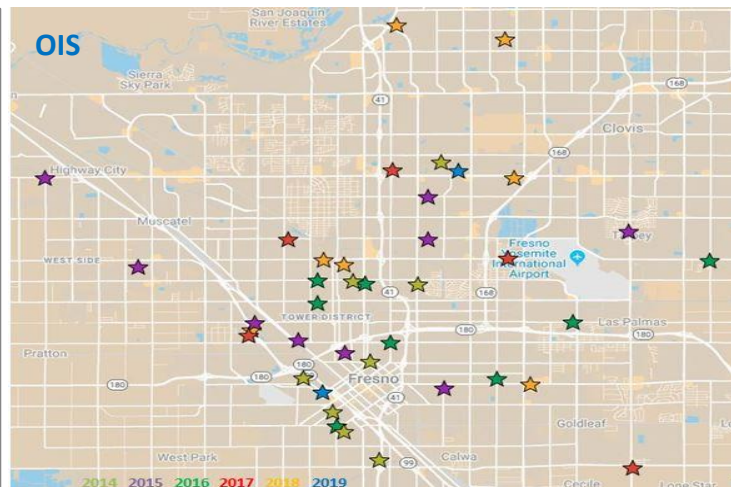 San Joaquin
River Estates
OIS
Sierra
Sky Park
41
168
Clovis
168
Highway City
Muscatel
WEST SIDE
Fresno
Yosemite
International
Airport
41
168
TOWER DISTRICT
180
Las Palmas
180
Pratton
180
180
180
Fresno
41
Goldleaf
West Park
99
Calwa
2014 2015 2016 2017 2018 2019
Cecile
Lone Star